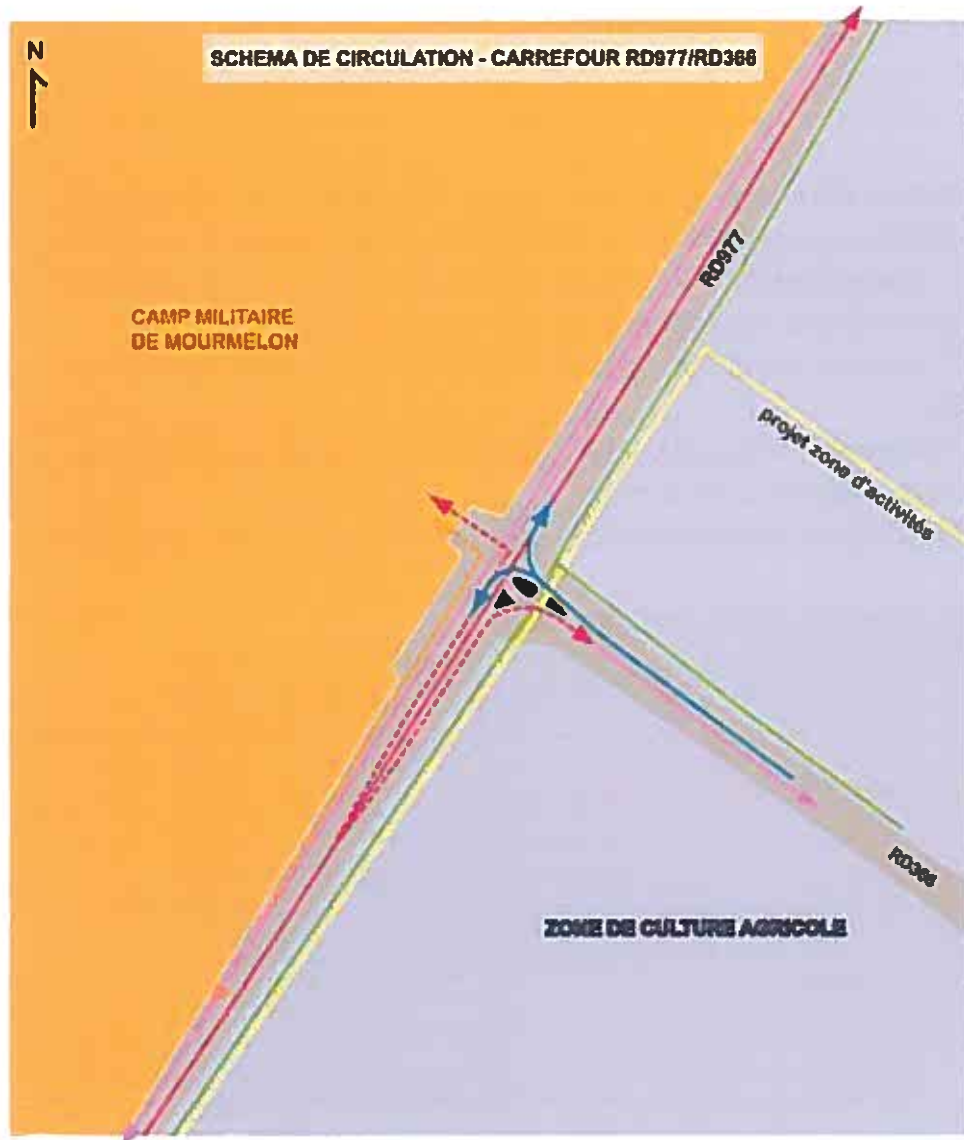 SCHEMA DE CIRCULATION - CARREFOUR RD977/RD366
N
RD977
CAMP MILITAIRE
DE MOURMELON
projet zone d'activités
RD366
ZONE DE CULTURE AGRICOLE